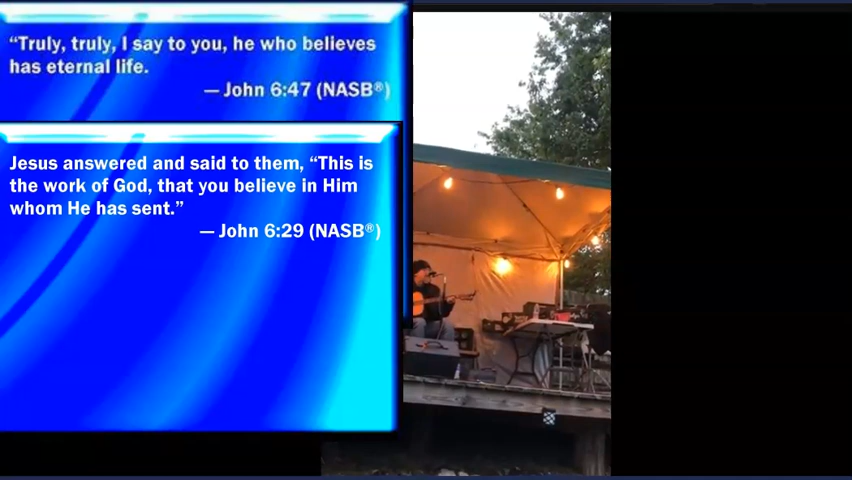 “Truly, truly, I say to you, he who believes
has eternal life.
— John 6:47 (NASB®)
Jesus answered and said to them, “This is
the work of God, that you believe in Him
whom He has sent.”
— John 6:29 (NASB®)